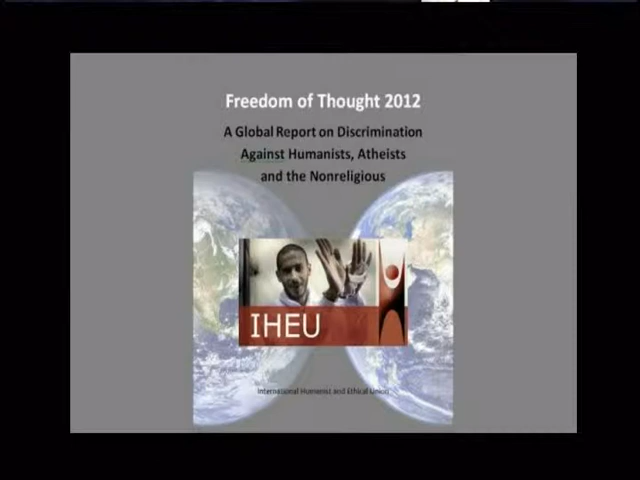 Freedom of Thought 2012
A Global Report on Discrimination
Against Humanists, Atheists
and the Nonreligious
IHEU
International Humanist and Ethical Union